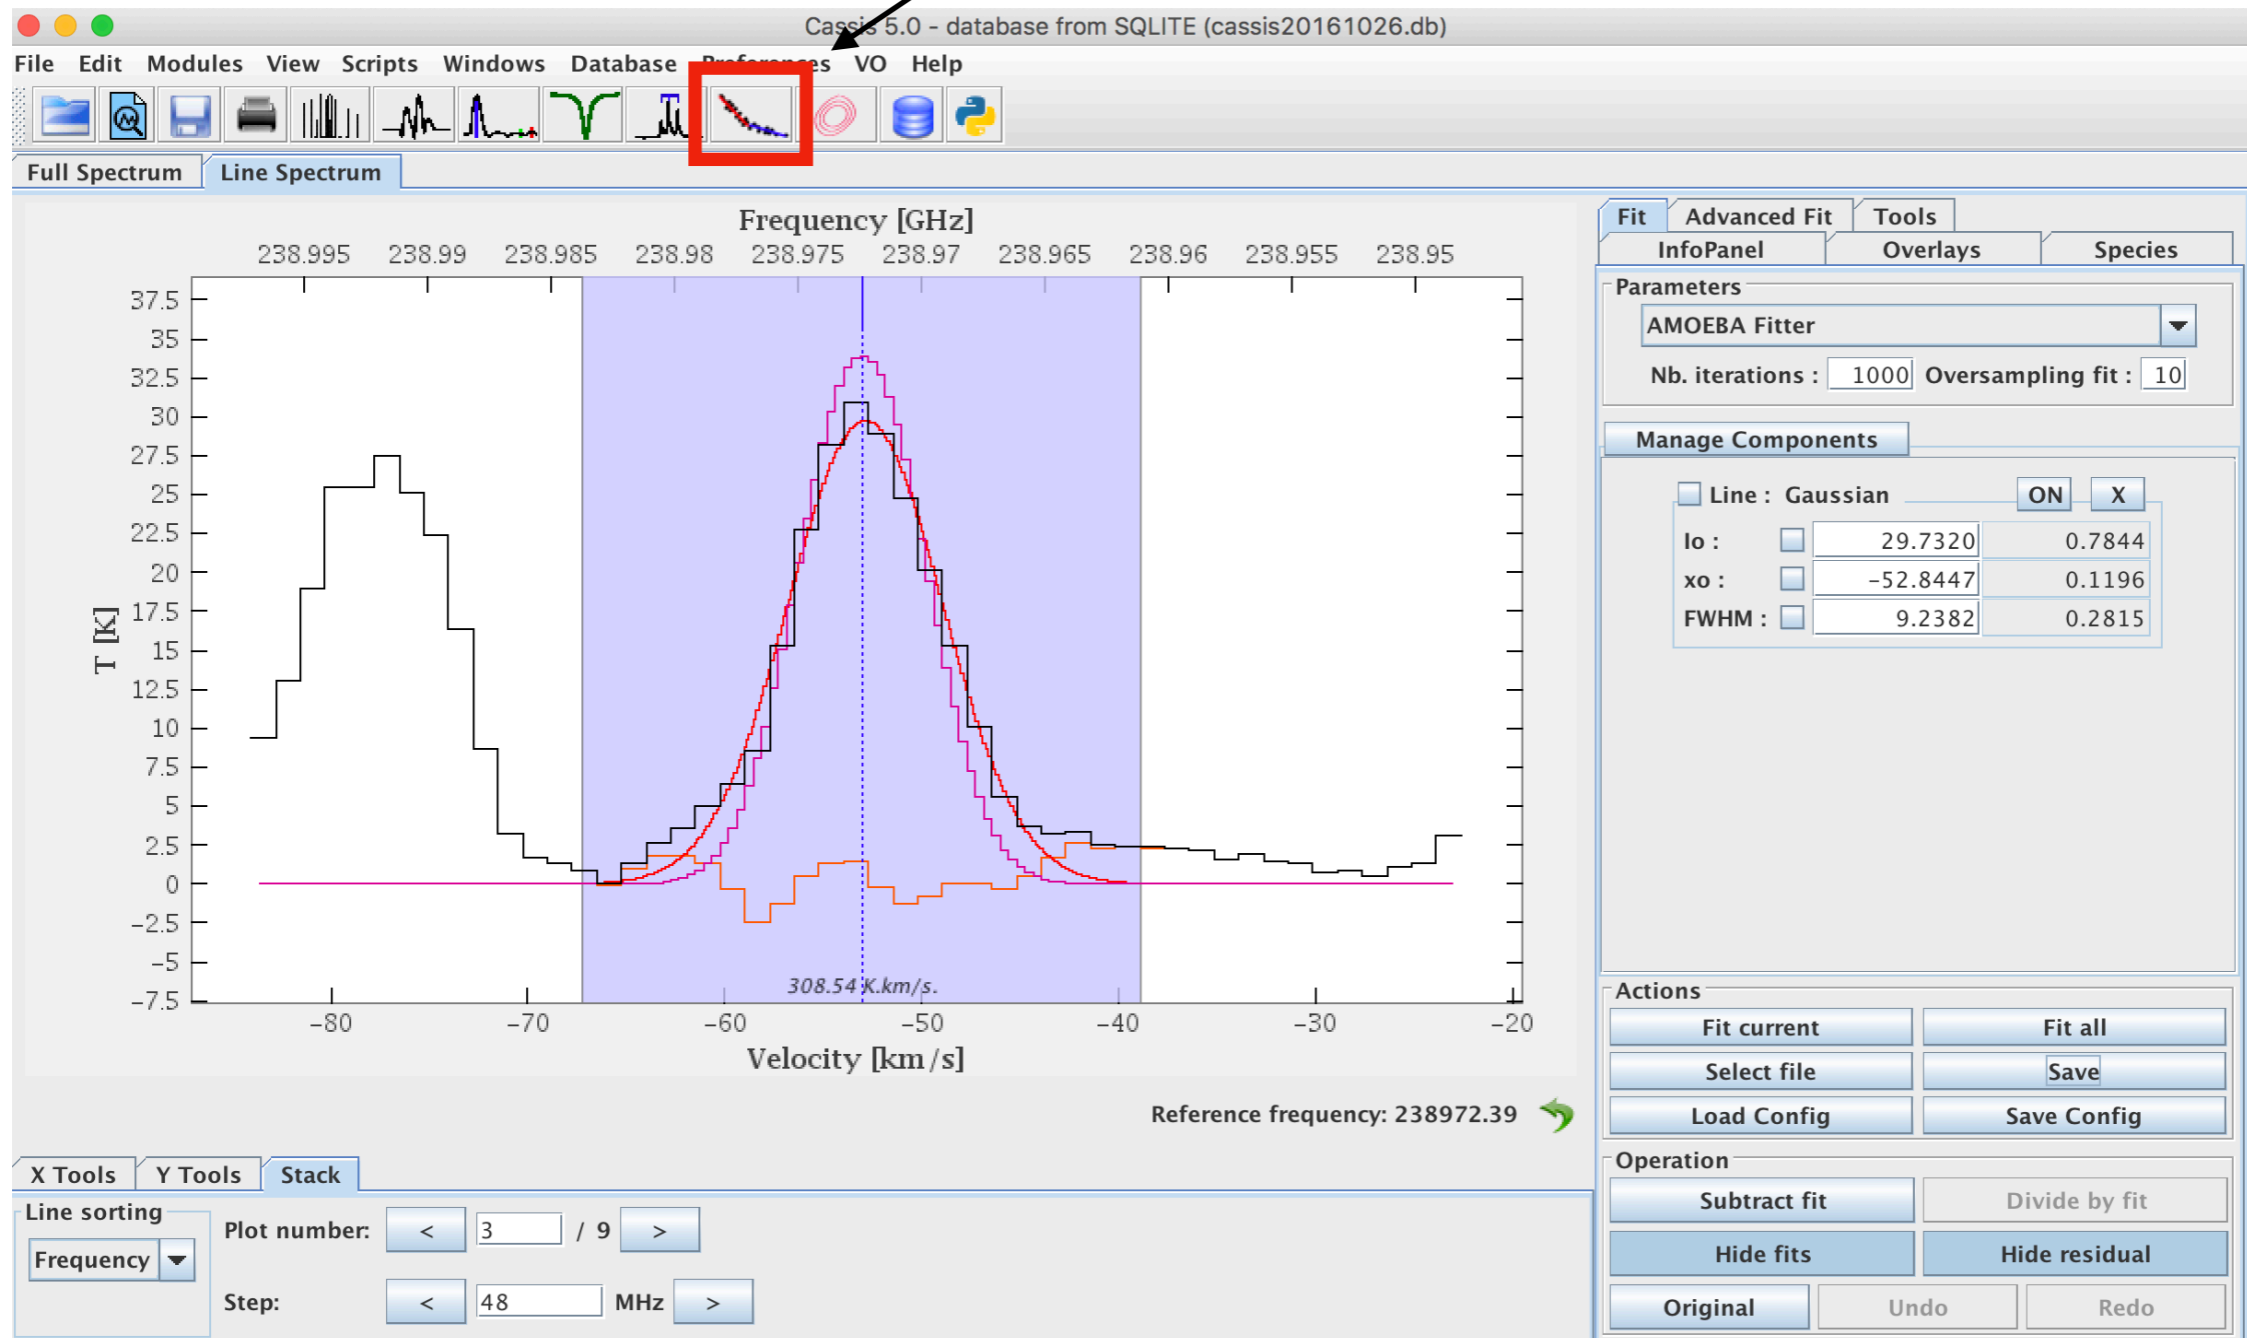 Cassis 5.0 - database from SQLITE (cassis20161026.db)
File Edit Modules View Scripts Windows Database Preferences VO Help
Full Spectrum Line Spectrum
Frequency [GHz]
238.995 238.99 238.985 238.98 238.975 238.97 238.965 238.96 238.955 238.95
37.5
35
32.5
30
27.5
25
22.5
20
17.5
15
12.5
10
7.5
5
2.5
0
-2.5
-5
-7.5
T [K]
308.54 K.km/s.
-80 -70 -60 -50 -40 -30 -20
Velocity [km/s]
Reference frequency: 238972.39
X Tools Y Tools Stack
Line sorting
Frequency
Plot number: < 3 / 9 >
Step: < 48 MHz >
Fit Advanced Fit Tools
InfoPanel Overlays Species
Parameters
AMOEBA Fitter
Nb. iterations : 1000 Oversampling fit : 10
Manage Components
Line : Gaussian ON X
Io : 29.7320 0.7844
xo : -52.8447 0.1196
FWHM : 9.2382 0.2815
Actions
Fit current Fit all
Select file Save
Load Config Save Config
Operation
Subtract fit Divide by fit
Hide fits Hide residual
Original Undo Redo